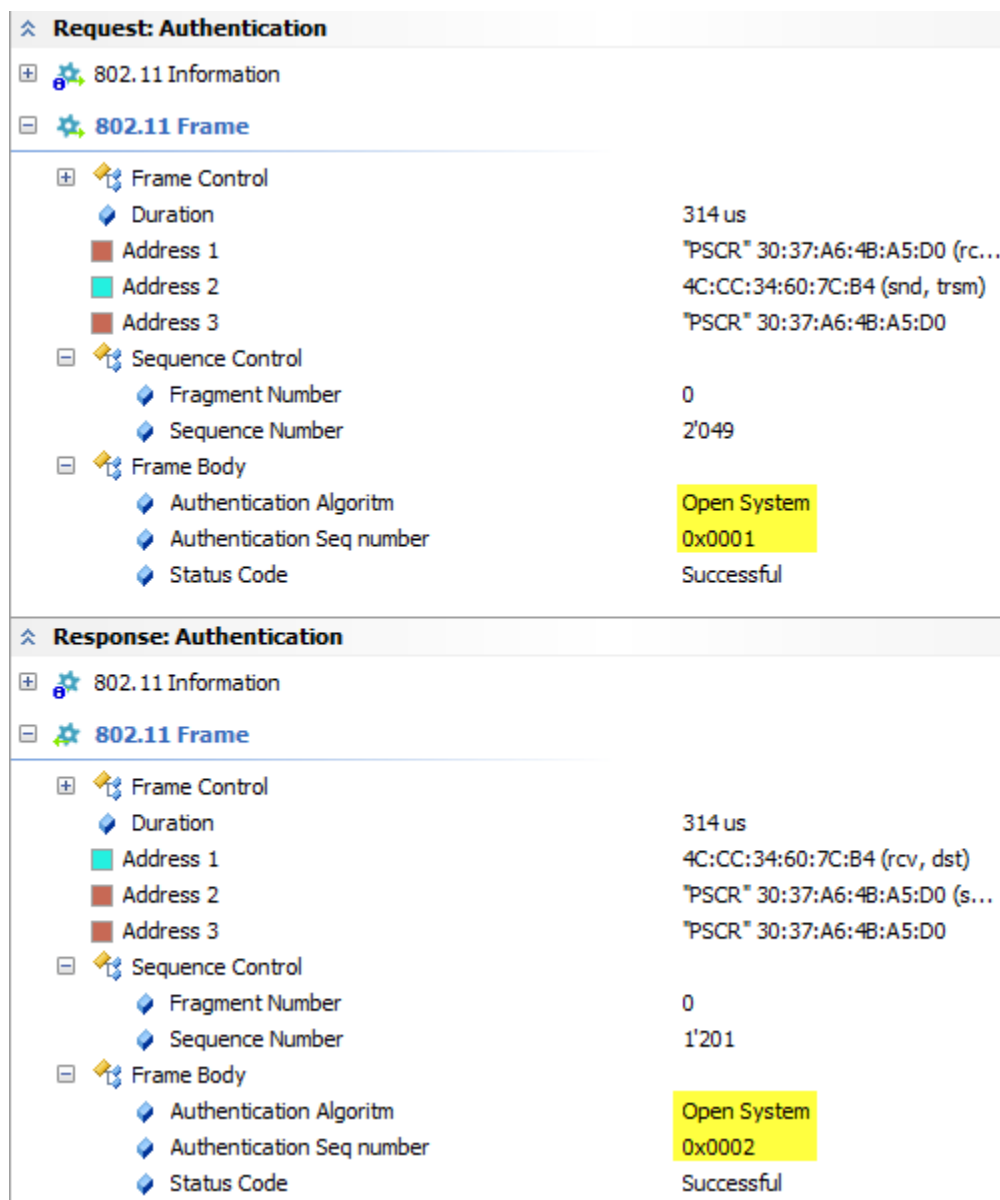 Request: Authentication
802.11 Information
802.11 Frame
Frame Control
Duration 314 us
Address 1 "PSCR" 30:37:A6:4B:A5:D0 (rc...
Address 2 4C:CC:34:60:7C:B4 (snd, trsm)
Address 3 "PSCR" 30:37:A6:4B:A5:D0
Sequence Control
Fragment Number 0
Sequence Number 2'049
Frame Body
Authentication Algoritm Open System
Authentication Seq number 0x0001
Status Code Successful
Response: Authentication
802.11 Information
802.11 Frame
Frame Control
Duration 314 us
Address 1 4C:CC:34:60:7C:B4 (rcv, dst)
Address 2 "PSCR" 30:37:A6:4B:A5:D0 (s...
Address 3 "PSCR" 30:37:A6:4B:A5:D0
Sequence Control
Fragment Number 0
Sequence Number 1'201
Frame Body
Authentication Algoritm Open System
Authentication Seq number 0x0002
Status Code Successful